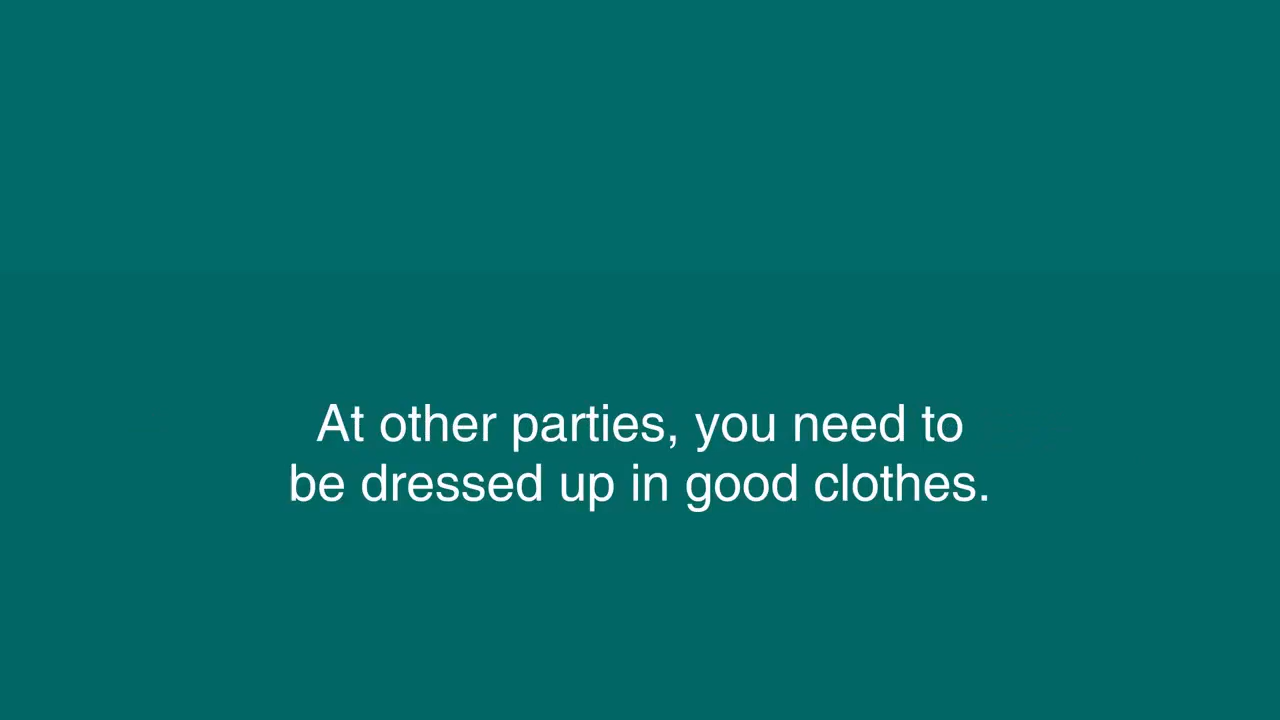 At other parties, you need to
be dressed up in good clothes.